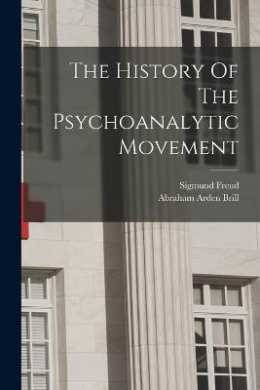 The History Of
The
Psychoanalytic
Movement
Sigmund Freud
Abraham Arden Brill